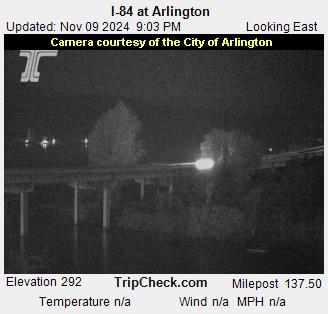 I-84 at Arlington
Updated: Nov 09 2024 9:03 PM Looking East
Camera courtesy of the City of Arlington
Elevation 292 TripCheck.com Milepost 137.50
Temperature n/a Wind n/a MPH n/a